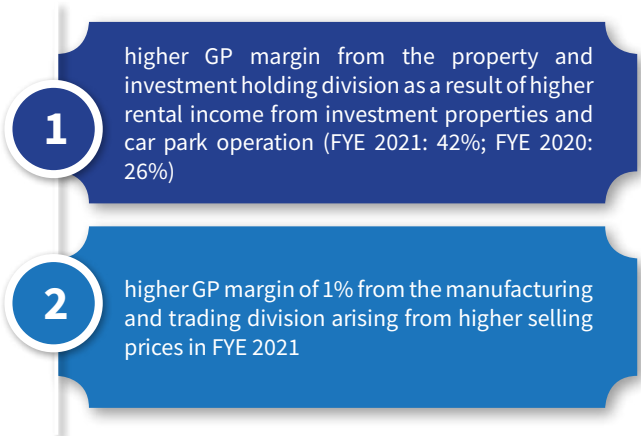 1
higher GP margin from the property and
investment holding division as a result of higher
rental income from investment properties and
car park operation (FYE 2021: 42%; FYE 2020:
26%)
2
higher GP margin of 1% from the manufacturing
and trading division arising from higher selling
prices in FYE 2021